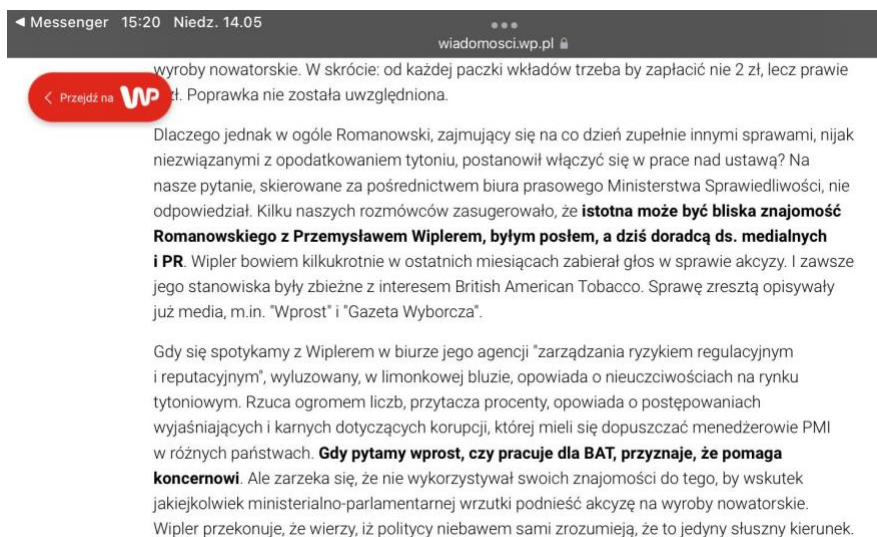 ◀ Messenger 15:20 Niedz. 14.05
wiadomosci.wp.pl
wyroby nowatorskie. W skrócie: od każdej paczki wkładów trzeba by zapłacić nie 2 zł, lecz prawie
Przejdź na WP
zł. Poprawka nie została uwzględniona.
Dlaczego jednak w ogóle Romanowski, zajmujący się na co dzień zupełnie innymi sprawami, nijak
niezwiązanymi z opodatkowaniem tytoniu, postanowił włączyć się w prace nad ustawą? Na
nasze pytanie, skierowane za pośrednictwem biura prasowego Ministerstwa Sprawiedliwości, nie
odpowiedział. Kilku naszych rozmówców zasugerowało, że istotna może być bliska znajomość
Romanowskiego z Przemysławem Wiplerem, byłym posłem, a dziś doradcą ds. medialnych
i PR. Wipler bowiem kilkukrotnie w ostatnich miesiącach zabierał głos w sprawie akcyzy. I zawsze
jego stanowiska były zbieżne z interesem British American Tobacco. Sprawę zresztą opisywały
już media, m.in. "Wprost" i "Gazeta Wyborcza".
Gdy się spotykamy z Wiplerem w biurze jego agencji "zarządzania ryzykiem regulacyjnym
i reputacyjnym", wyluzowany, w limonkowej bluzie, opowiada o nieuczciwościach na rynku
tytoniowym. Rzuca ogromem liczb, przytacza procenty, opowiada o postępowaniach
wyjaśniających i karnych dotyczących korupcji, której mieli się dopuszczać menedżerowie PMI
w różnych państwach. Gdy pytamy wprost, czy pracuje dla BAT, przyznaje, że pomaga
koncernowi. Ale zarzeka się, że nie wykorzystywał swoich znajomości do tego, by wskutek
jakiejkolwiek ministerialno-parlamentarnej wrzutki podnieść akcyzę na wyroby nowatorskie.
Wipler przekonuje, że wierzy, iż politycy niebawem sami zrozumieją, że to jedyny słuszny kierunek.